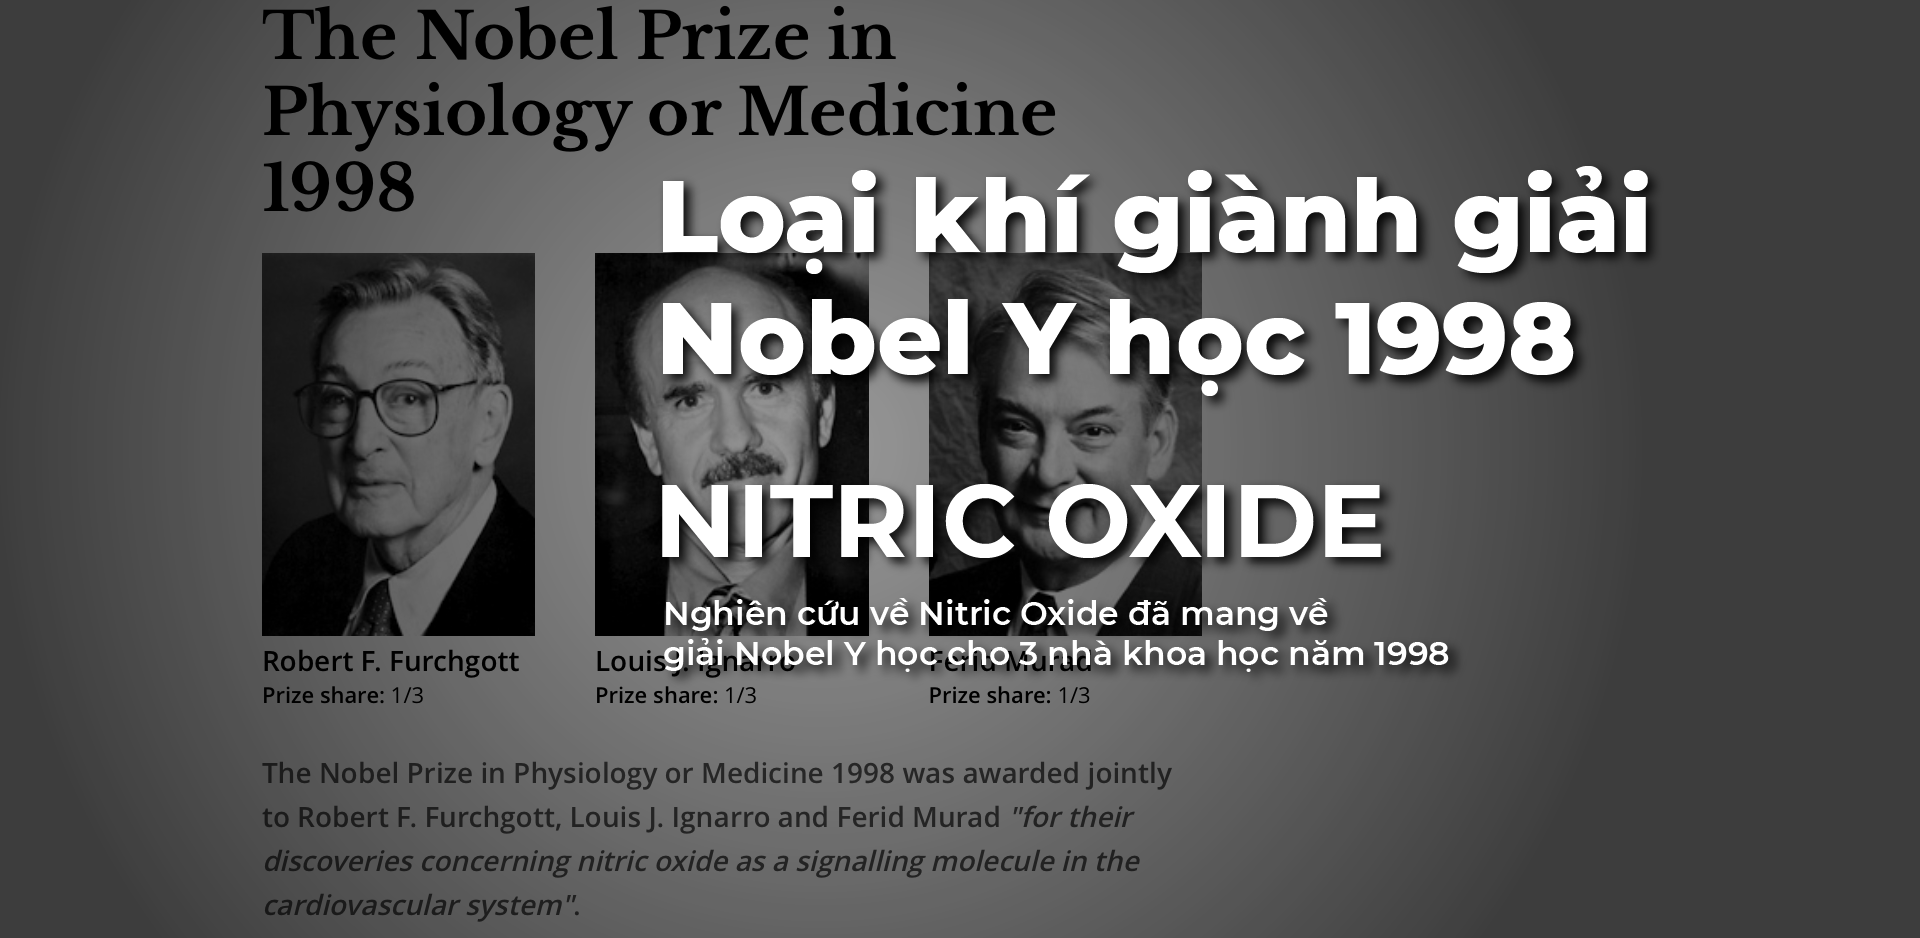 The Nobel Prize in
Physiology or Medicine
1998
Loại khí giành giải
Nobel Y học 1998
NITRIC OXIDE
Nghiên cứu về Nitric Oxide đã mang về
giải Nobel Y học cho 3 nhà khoa học năm 1998
Robert F. Furchgott
Prize share: 1/3
Louis J. Ignarro
Prize share: 1/3
Ferid Murad
Prize share: 1/3
The Nobel Prize in Physiology or Medicine 1998 was awarded jointly
to Robert F. Furchgott, Louis J. Ignarro and Ferid Murad "for their
discoveries concerning nitric oxide as a signalling molecule in the
cardiovascular system".